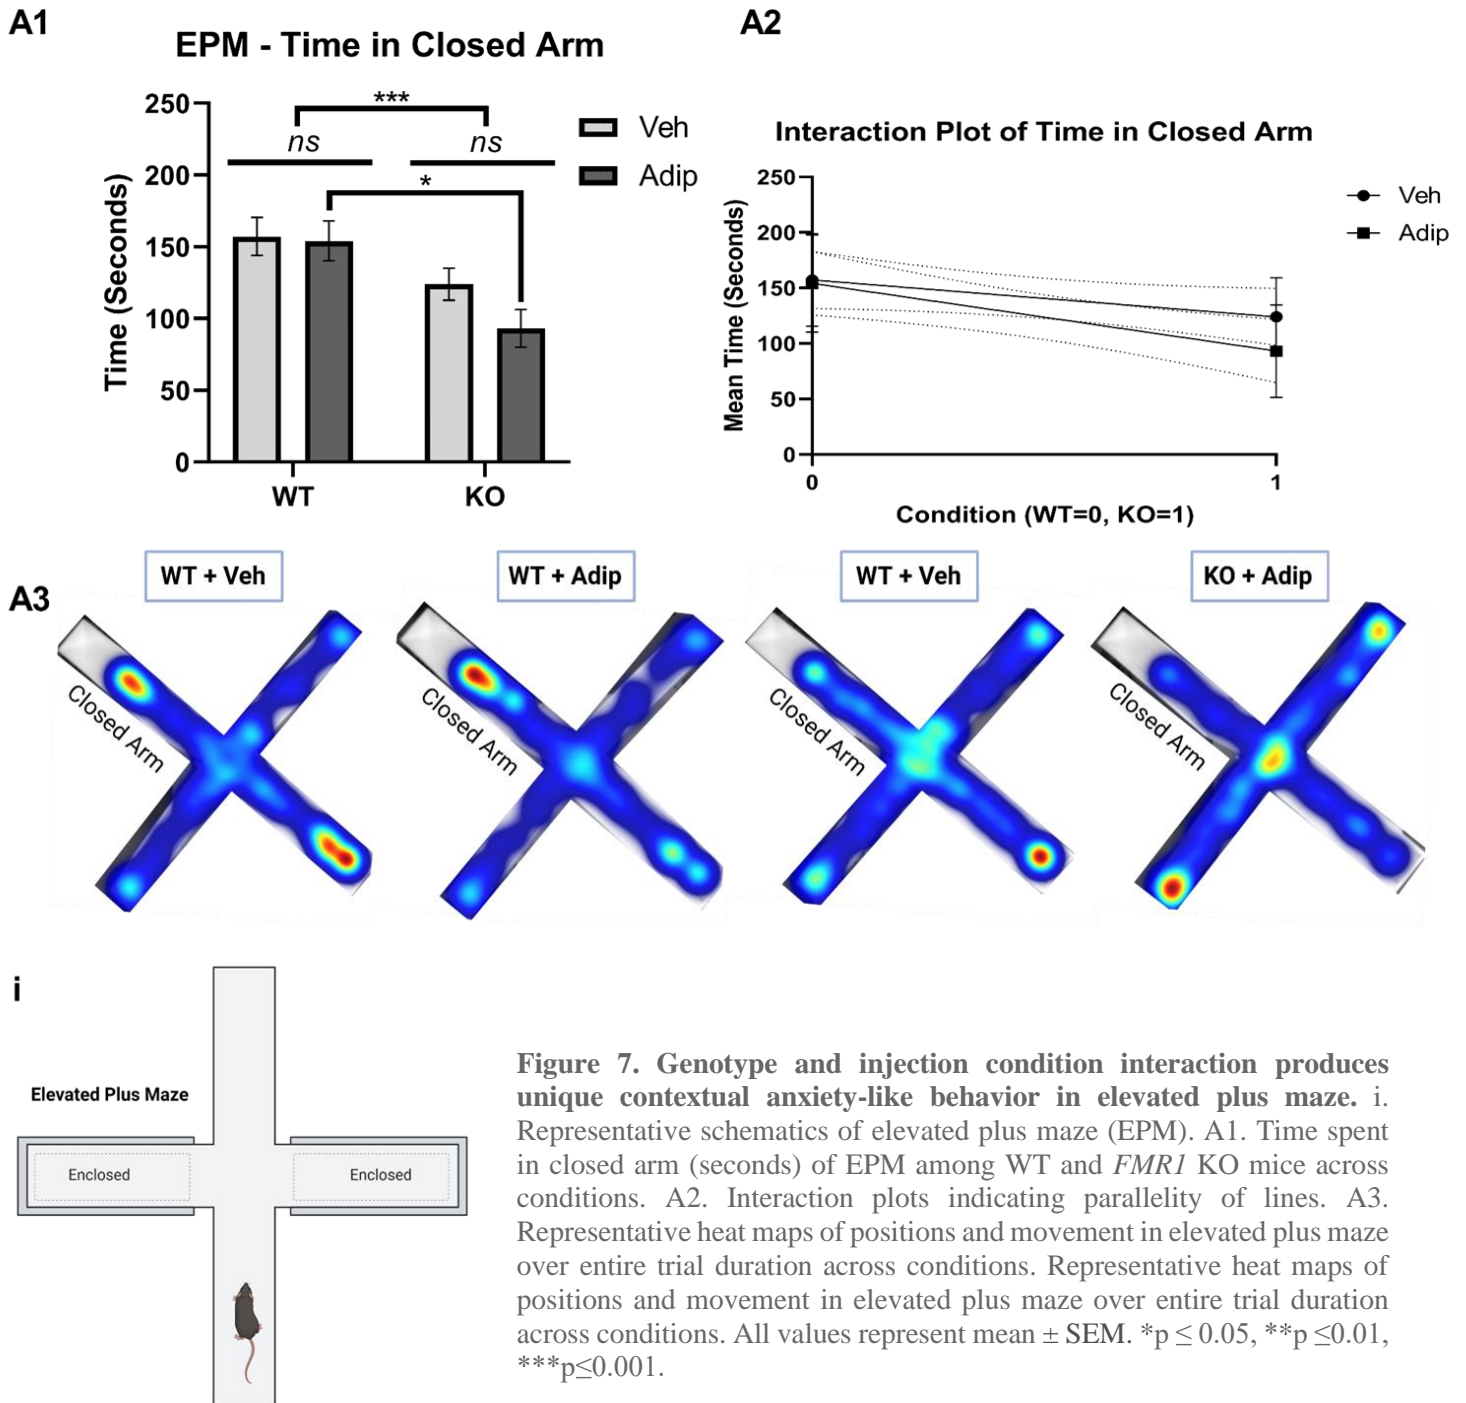 A1
EPM - Time in Closed Arm
Time (Seconds)
250
200
150
100
50
0
***
ns
ns
*
WT
KO
Veh
Adip
A2
Interaction Plot of Time in Closed Arm
Mean Time (Seconds)
250
200
150
100
50
0
0
1
Condition (WT=0, KO=1)
Veh
Adip
A3
WT + Veh
WT + Adip
WT + Veh
KO + Adip
Closed Arm
Closed Arm
Closed Arm
Closed Arm
i
Elevated Plus Maze
Enclosed
Enclosed
Figure 7. Genotype and injection condition interaction produces
unique contextual anxiety-like behavior in elevated plus maze. i.
Representative schematics of elevated plus maze (EPM). A1. Time spent
in closed arm (seconds) of EPM among WT and FMR1 KO mice across
conditions. A2. Interaction plots indicating parallelity of lines. A3.
Representative heat maps of positions and movement in elevated plus maze
over entire trial duration across conditions. Representative heat maps of
positions and movement in elevated plus maze over entire trial duration
across conditions. All values represent mean ± SEM. *p ≤ 0.05, **p ≤0.01,
***p≤0.001.